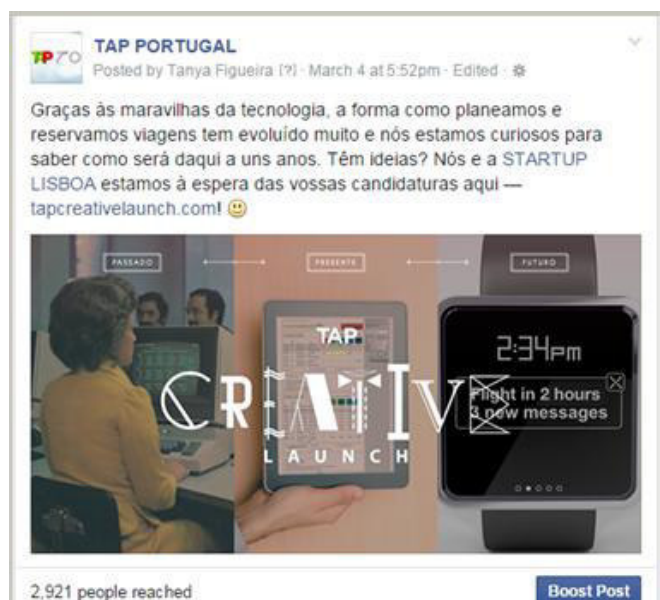 TP 70
TAP PORTUGAL
Posted by Tanya Figueira [?] · March 4 at 5:52pm · Edited ·
Graças às maravilhas da tecnologia, a forma como planeamos e
reservamos viagens tem evoluído muito e nós estamos curiosos para
saber como será daqui a uns anos. Têm ideias? Nós e a STARTUP
LISBOA estamos à espera das vossas candidaturas aqui —
tapcreativelaunch.com!
PASSADO
PRESENTE
FUTURO
TAP
CREATIVE
LAUNCH
2:34PM
Flight in 2 hours
3 new messages
2,921 people reached
Boost Post